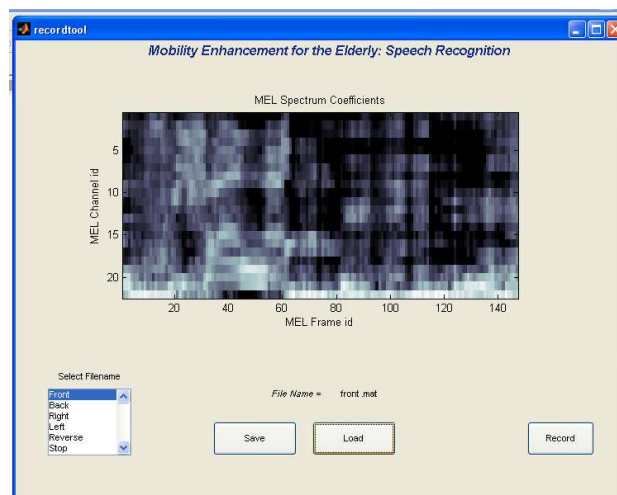 recordtool
Mobility Enhancement for the Elderly: Speech Recognition
MEL Spectrum Coefficients
MEL Channel id
5
10
15
20
20 40 60 80 100 120 140
MEL Frame id
Select Filename
Front
Back
Right
Left
Reverse
Stop
File Name = front.mat
Save Load Record